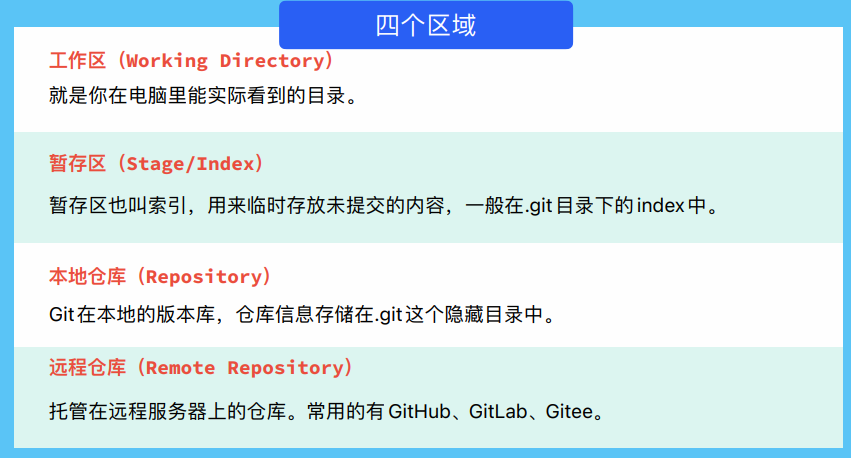 四个区域
工作区（Working Directory）
就是你在电脑里能实际看到的目录。
暂存区（Stage/Index）
暂存区也叫索引，用来临时存放未提交的内容，一般在.git目录下的index中。
本地仓库（Repository）
Git在本地的版本库，仓库信息存储在.git这个隐藏目录中。
远程仓库（Remote Repository）
托管在远程服务器上的仓库。常用的有GitHub、GitLab、Gitee。